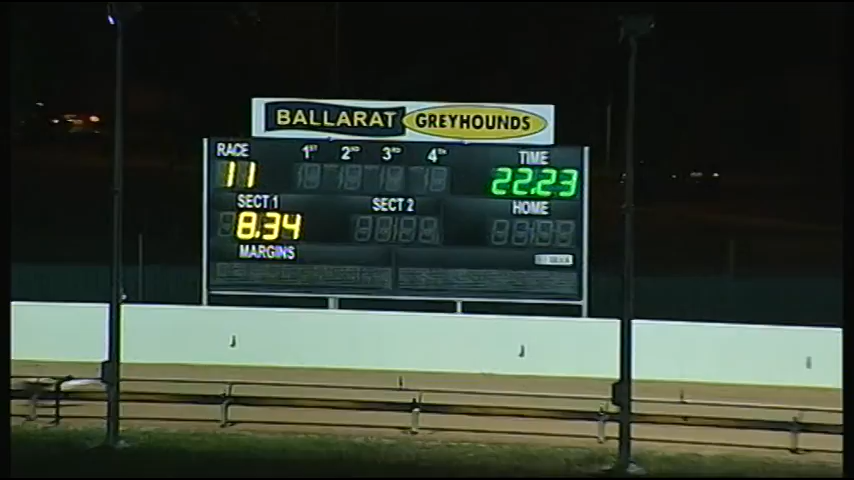 BALLARAT GREYHOUNDS
RACE 1ST 2ND 3RD 4TH TIME
11 22.23
SECT 1 SECT 2 HOME
8.34
MARGINS